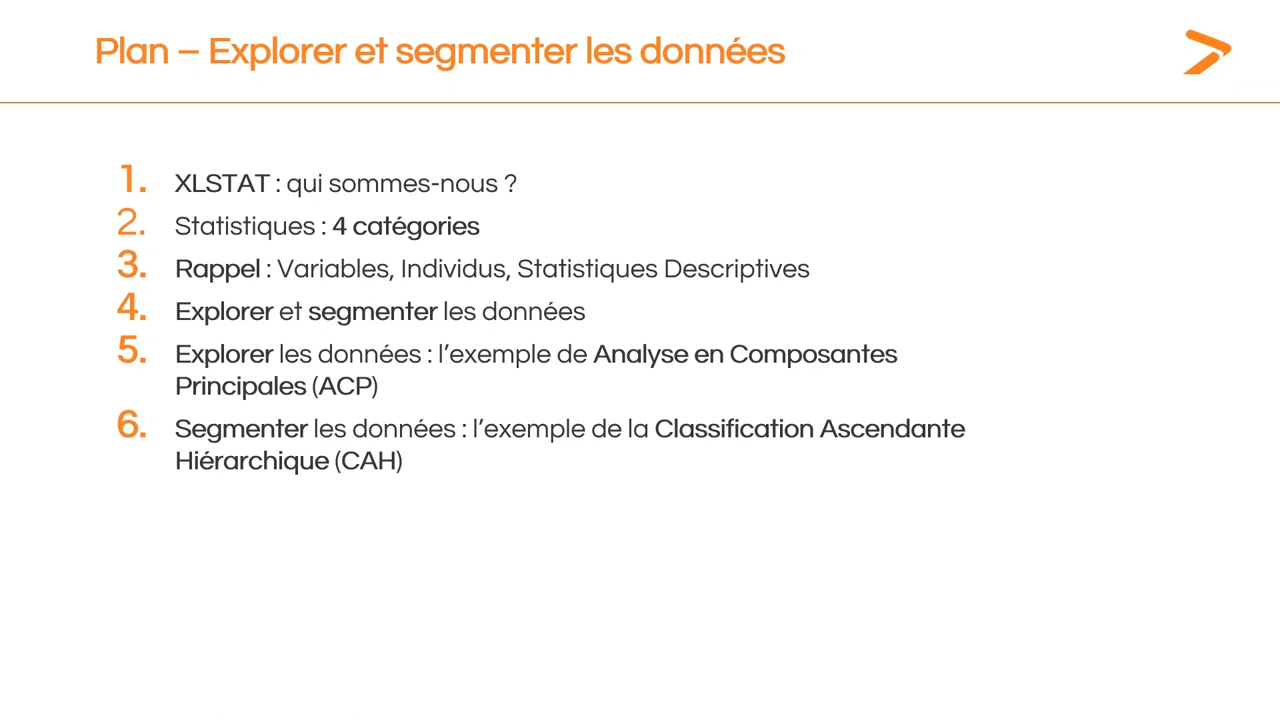 Plan – Explorer et segmenter les données
1. XLSTAT : qui sommes-nous ?
2. Statistiques : 4 catégories
3. Rappel : Variables, Individus, Statistiques Descriptives
4. Explorer et segmenter les données
5. Explorer les données : l’exemple de Analyse en Composantes
Principales (ACP)
6. Segmenter les données : l’exemple de la Classification Ascendante
Hiérarchique (CAH)